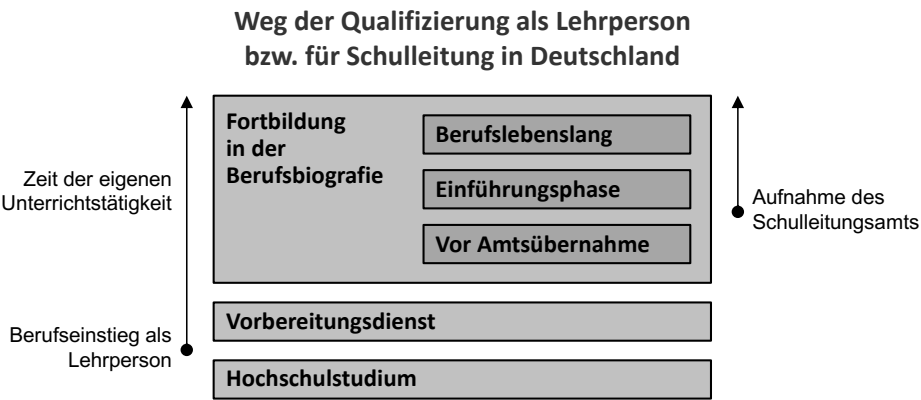 Weg der Qualifizierung als Lehrperson
bzw. für Schulleitung in Deutschland
Fortbildung
in der
Berufsbiografie
Berufslebenslang
Einführungsphase
Vor Amtsübernahme
Zeit der eigenen
Unterrichtstätigkeit
Aufnahme des
Schulleitungsamts
Vorbereitungsdienst
Berufseinstieg als
Lehrperson
Hochschulstudium